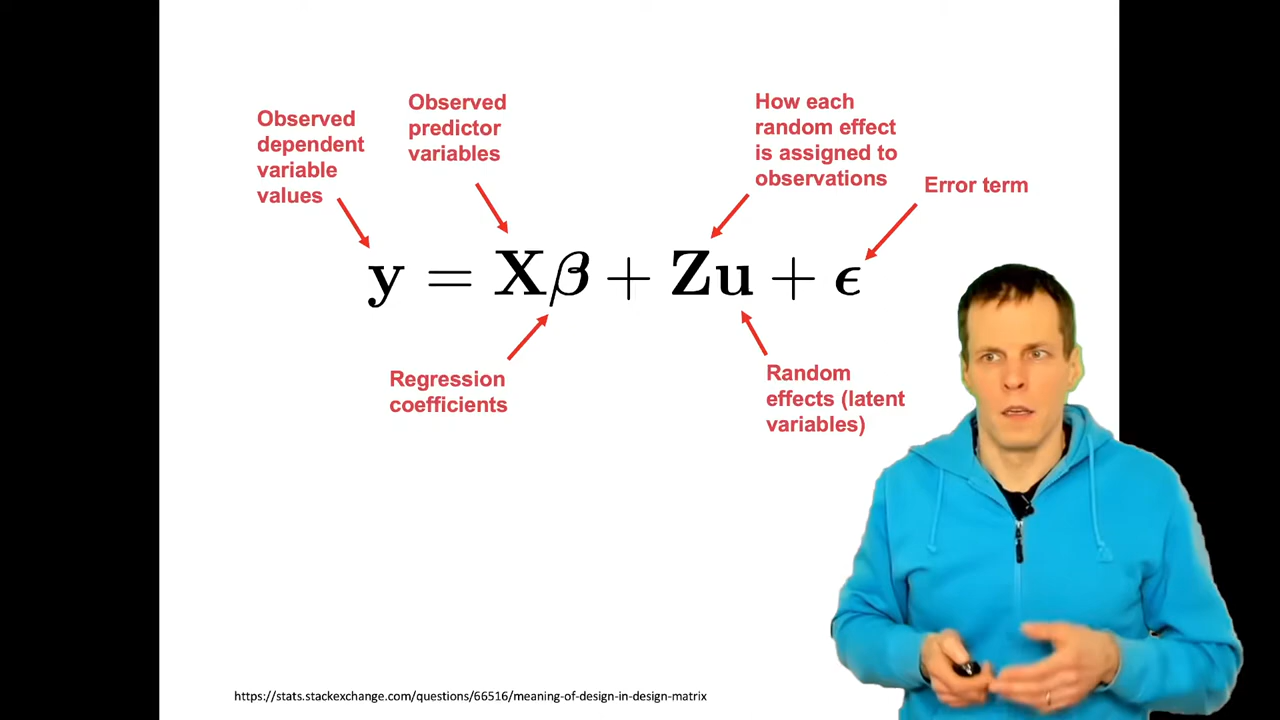 Observed
dependent
variable
values
Observed
predictor
variables
How each
random effect
is assigned to
observations
Error term
y = Xβ + Zu + ϵ
Regression
coefficients
Random
effects (latent
variables)
https://stats.stackexchange.com/questions/66516/meaning-of-design-in-design-matrix